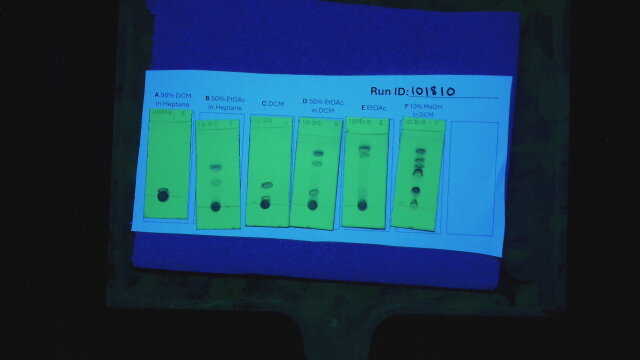 Run ID: 101810
A 50% DCM
in Heptane
B 50% EtOAc
in Heptane
C DCM
D 50% EtOAc
in DCM
E EtOAc
F 10% MeOH
in DCM